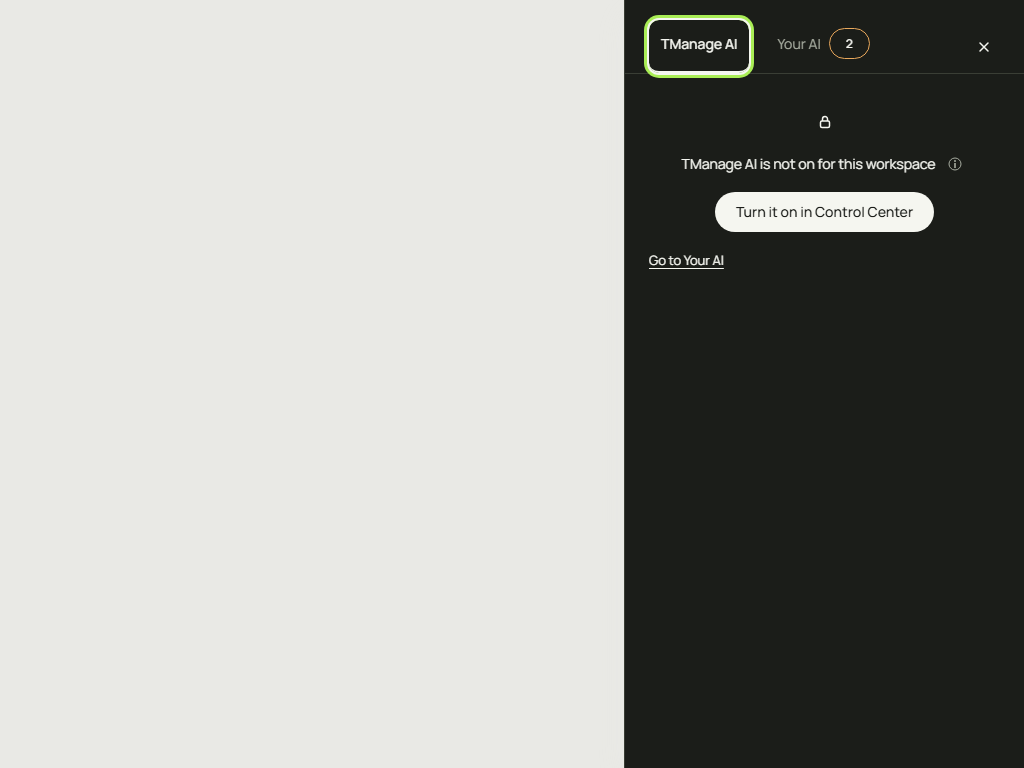 TManage AI
Your AI 2
TManage AI is not on for this workspace
Turn it on in Control Center
Go to Your AI